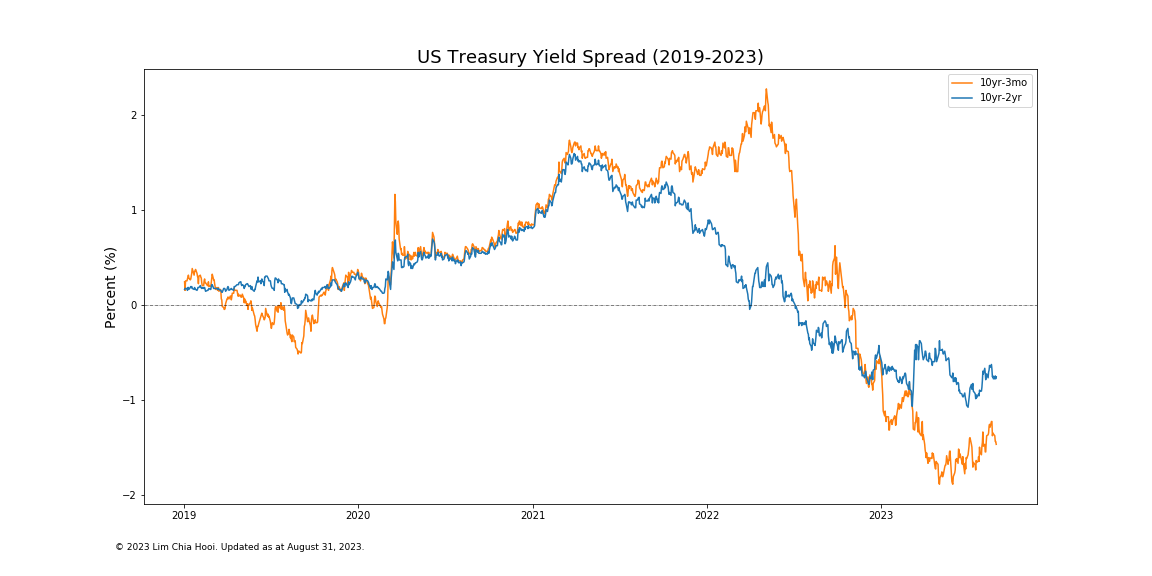 US Treasury Yield Spread (2019-2023)
10yr-3mo
10yr-2yr
Percent (%)
2
1
0
−1
−2
2019
2020
2021
2022
2023
© 2023 Lim Chia Hooi. Updated as at August 31, 2023.